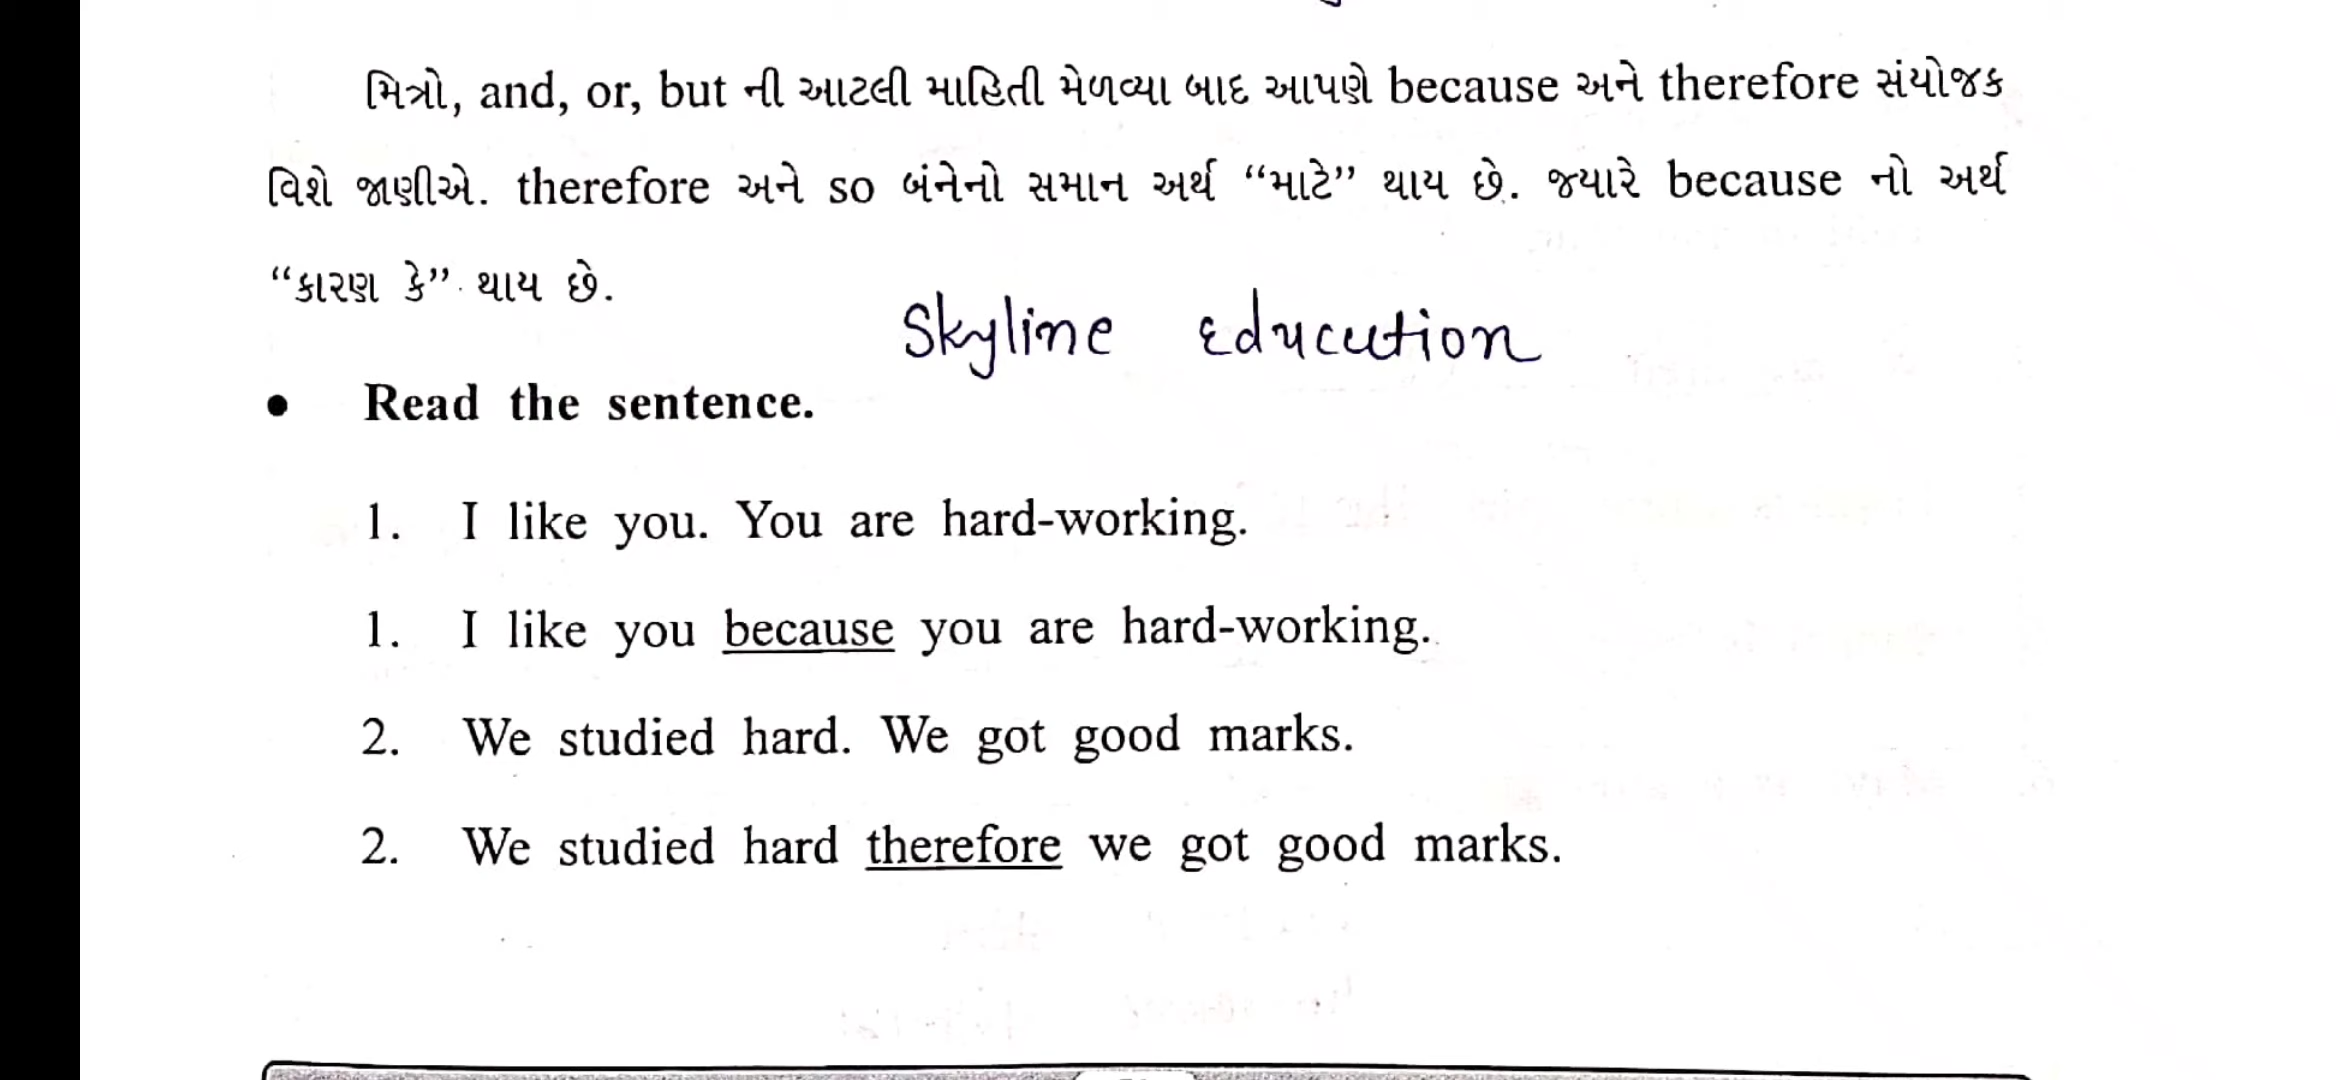 મિત્રો, and, or, but ની આટલી માહિતી મેળવ્યા બાદ આપણે because અને therefore સંયોજક
વિશે જાણીએ. therefore અને so બંનેનો સમાન અર્થ “માટે” થાય છે. જ્યારે because નો અર્થ
“કારણ કે” થાય છે.
Skyline Education
• Read the sentence.
1. I like you. You are hard-working.
1. I like you because you are hard-working.
2. We studied hard. We got good marks.
2. We studied hard therefore we got good marks.